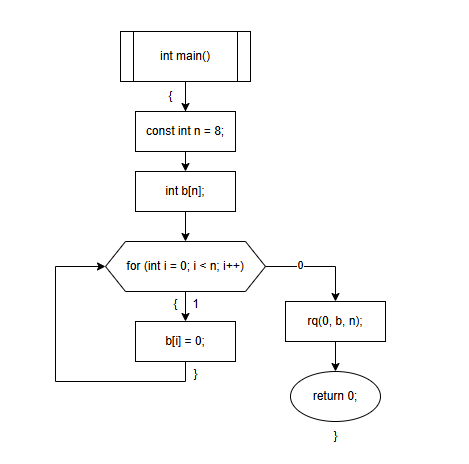 int main()
{
const int n = 8;
int b[n];
for (int i = 0; i < n; i++)
0
{ 1
rq(0, b, n);
b[i] = 0;
}
return 0;
}